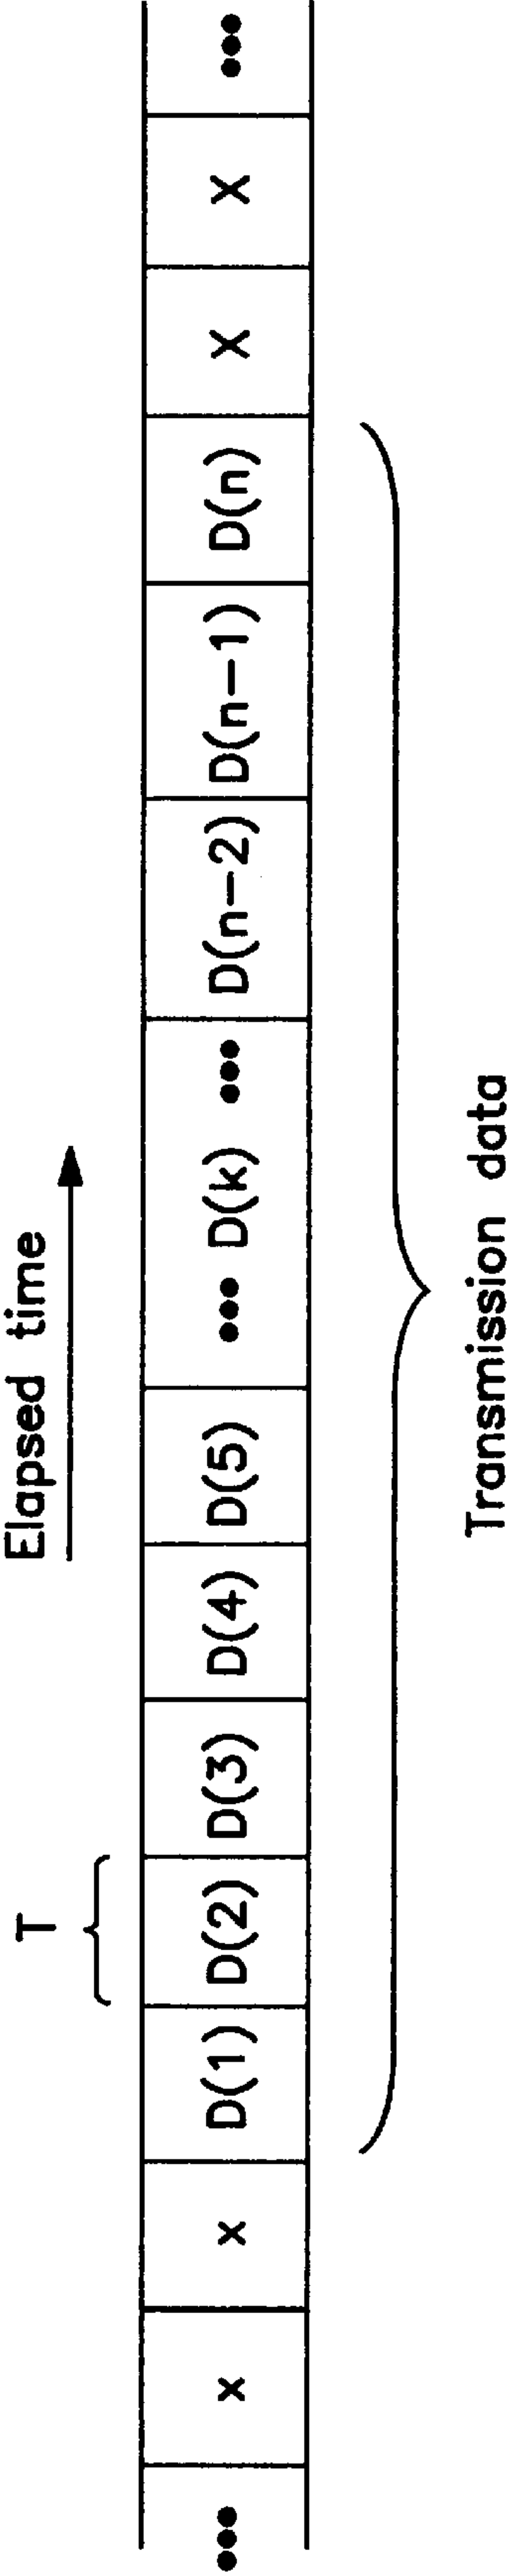 Elapsed time
T
••• x x D(1) D(2) D(3) D(4) D(5) ••• D(k) ••• D(n−2) D(n−1) D(n) X X •••
Transmission data